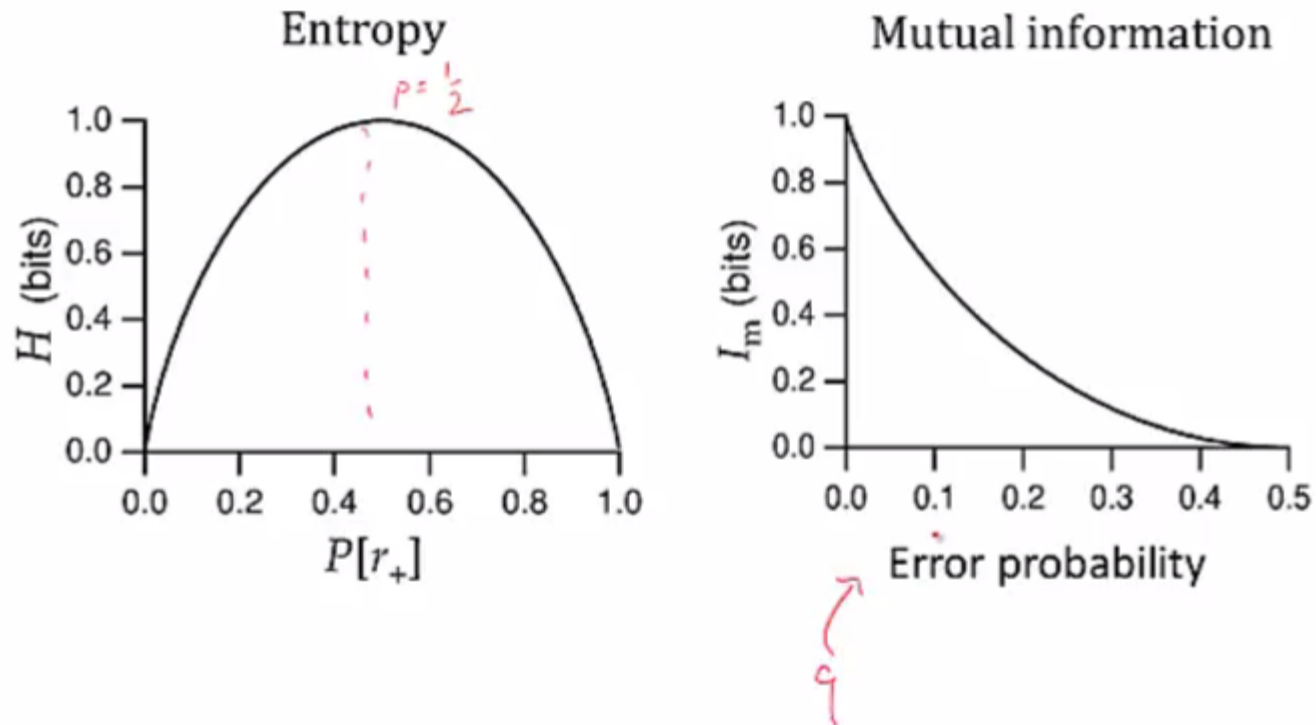 Entropy
p = 1/2
1.0
0.8
0.6
0.4
0.2
0.0
H (bits)
0.0 0.2 0.4 0.6 0.8 1.0
P[r₊]
Mutual information
1.0
0.8
0.6
0.4
0.2
0.0
Iₘ (bits)
0.0 0.1 0.2 0.3 0.4 0.5
Error probability
q